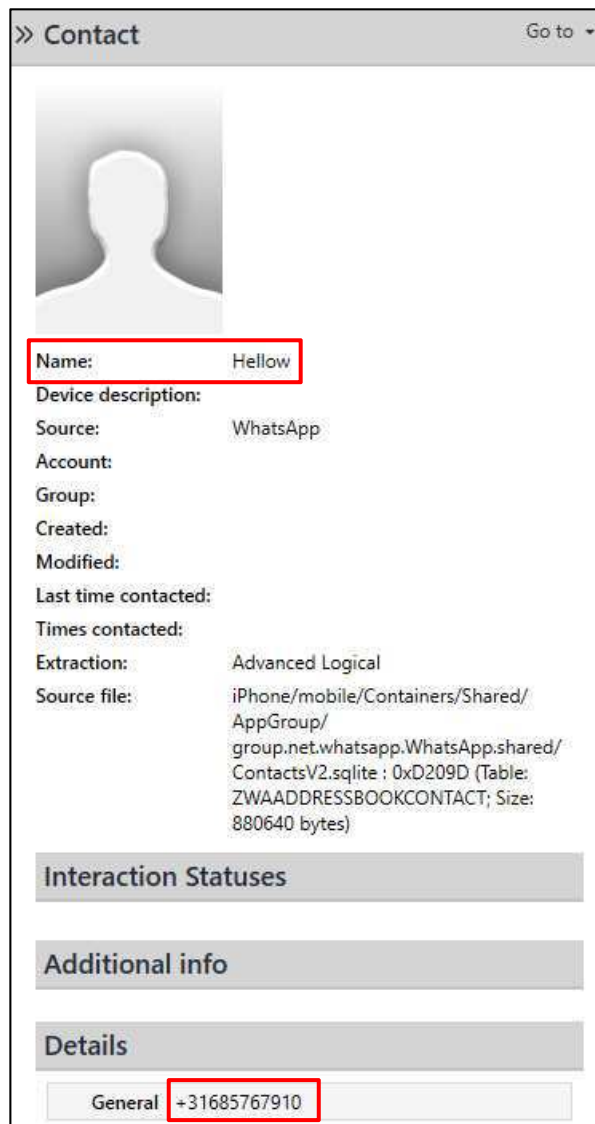 » Contact Go to
Name: Hellow
Device description:
Source: WhatsApp
Account:
Group:
Created:
Modified:
Last time contacted:
Times contacted:
Extraction: Advanced Logical
Source file: iPhone/mobile/Containers/Shared/
AppGroup/
group.net.whatsapp.WhatsApp.shared/
ContactsV2.sqlite : 0xD209D (Table:
ZWAADDRESSBOOKCONTACT; Size:
880640 bytes)
Interaction Statuses
Additional info
Details
General +31685767910